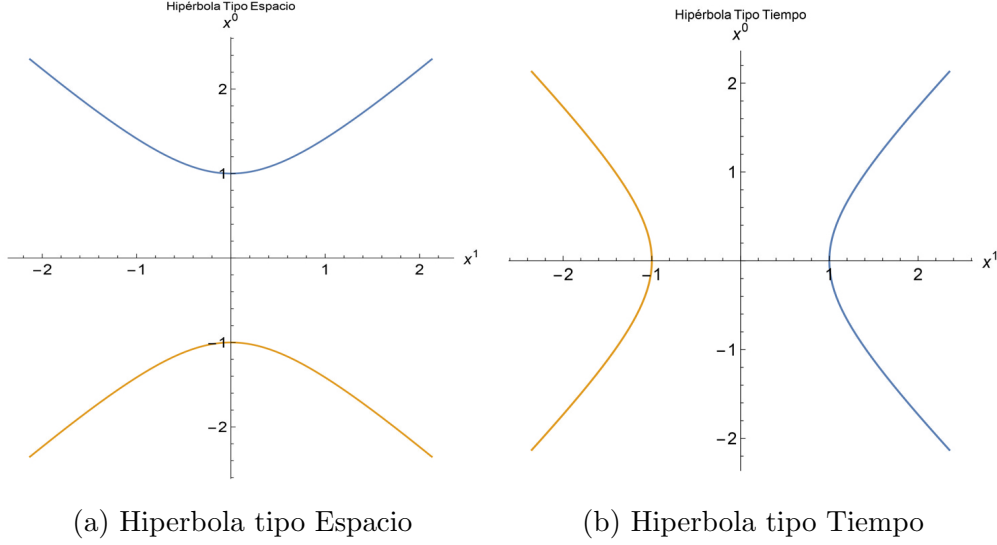 Hipérbola Tipo Espacio
x⁰
2
1
-2
-1
1
2
x¹
-1
-2
Hipérbola Tipo Tiempo
x⁰
2
1
-2
-1
1
2
x¹
-1
-2
(a) Hiperbola tipo Espacio
(b) Hiperbola tipo Tiempo